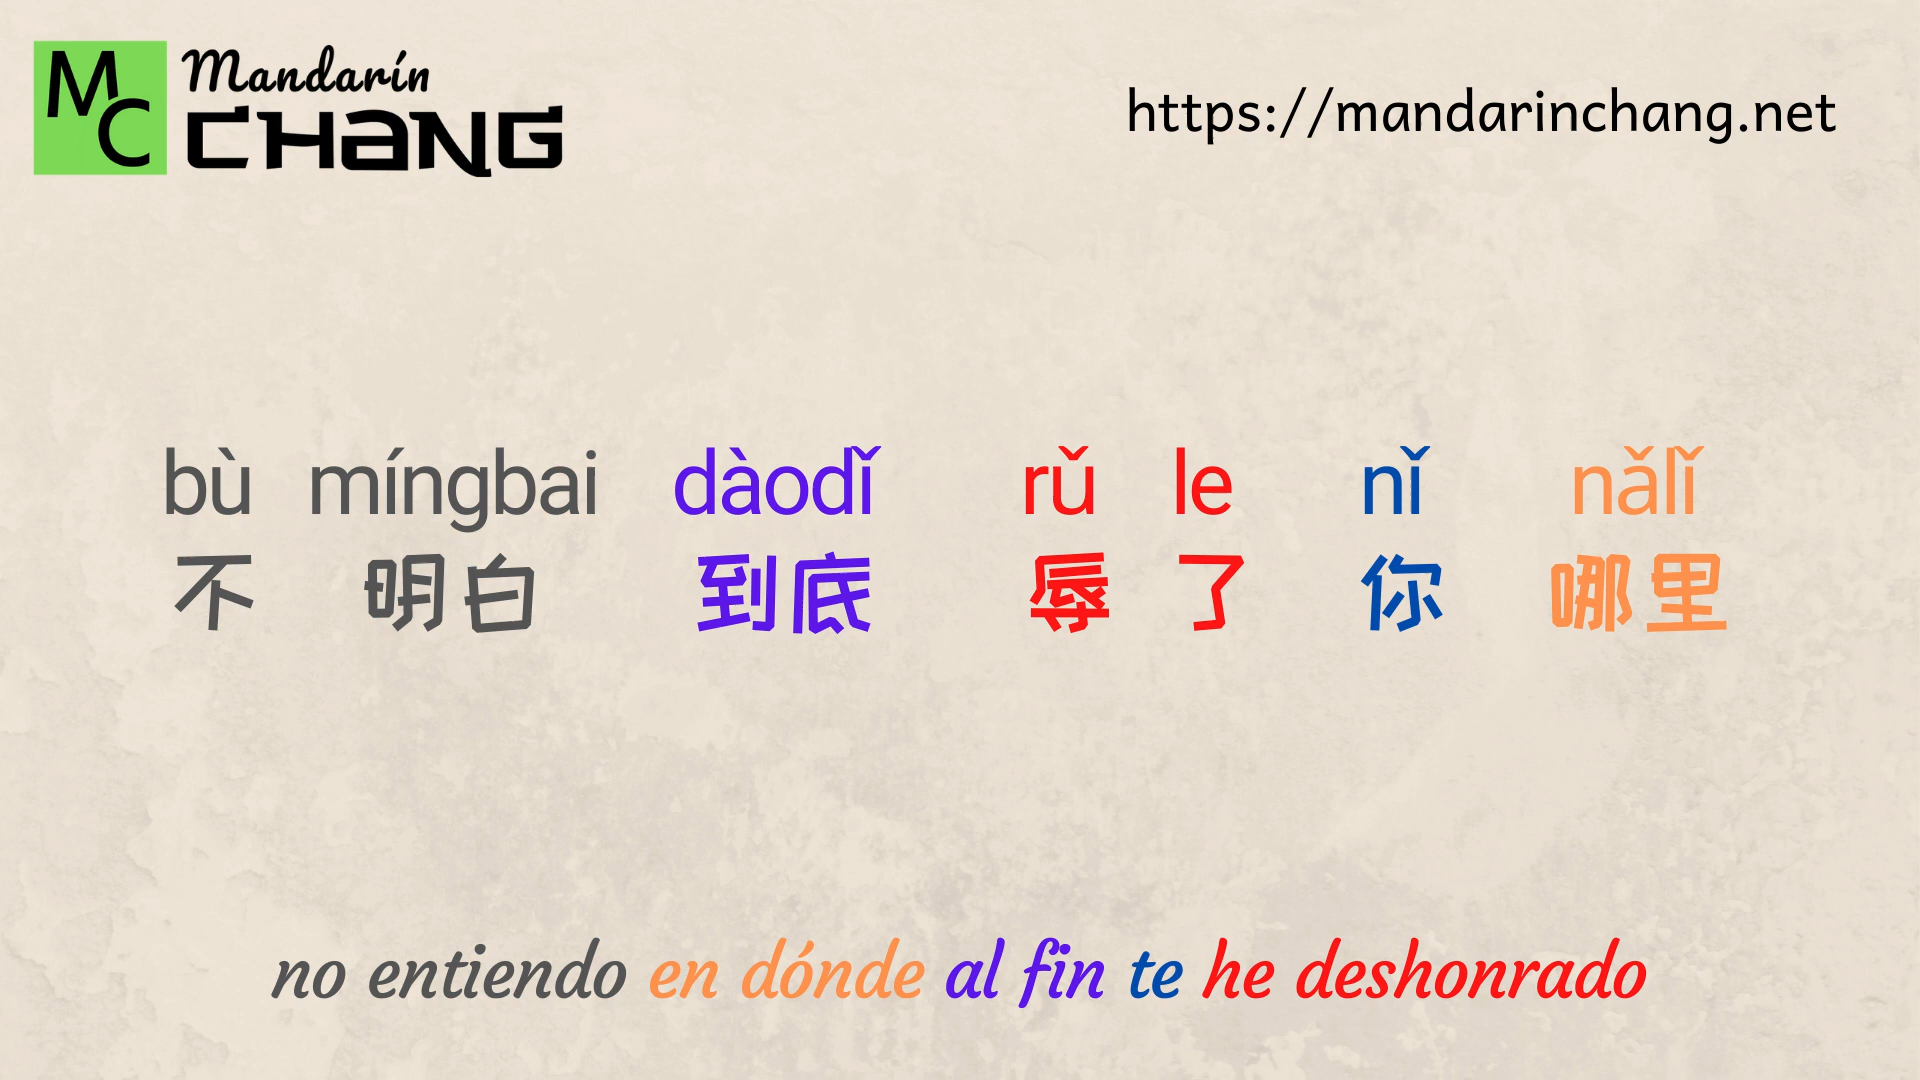 MC Mandarín CHANG
https://mandarinchang.net
bù míngbai dàodǐ rǔ le nǐ nǎlǐ
不 明白 到底 辱 了 你 哪里
no entiendo en dónde al fin te he deshonrado